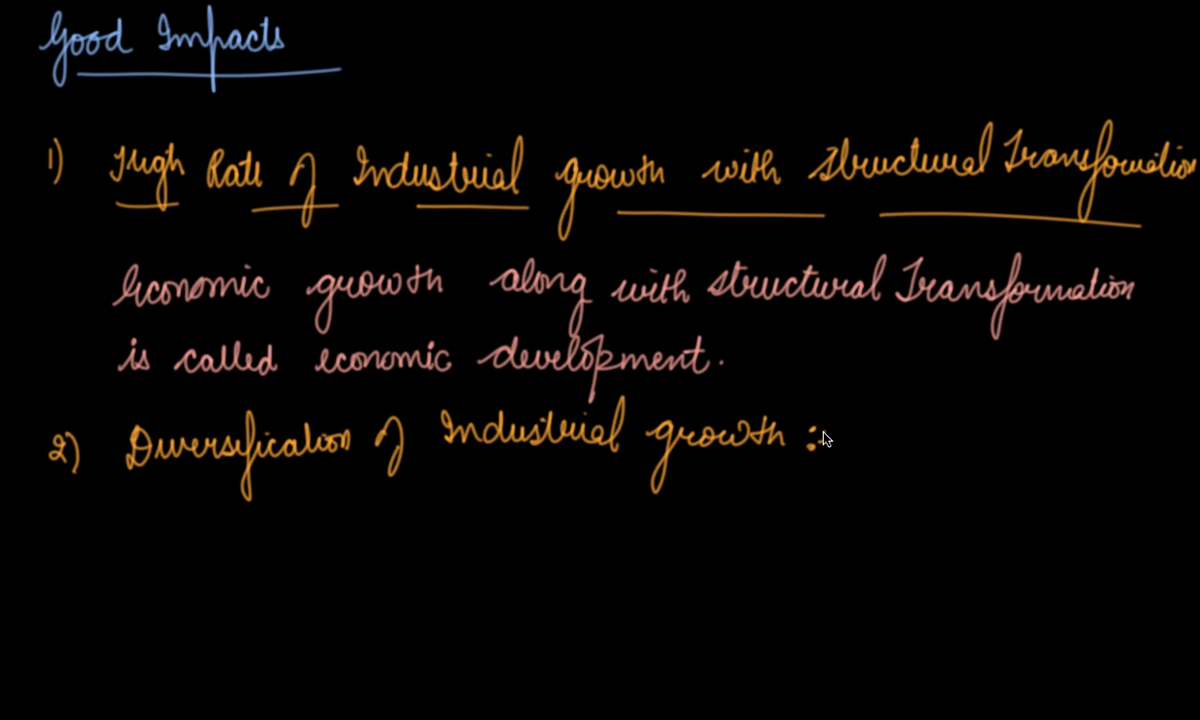 Good Impacts
1) High Rate of Industrial growth with structural Transformation
Economic growth along with structural Transformation
is called economic development.
2) Diversification of Industrial growth :